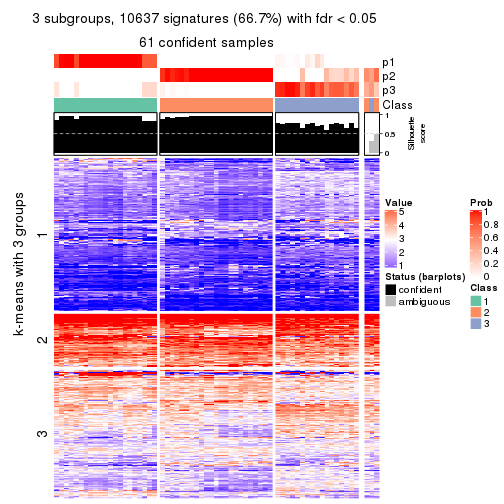 3 subgroups, 10637 signatures (66.7%) with fdr < 0.05
61 confident samples
p1
p2
p3
Class
1
0.5
0
Silhouette
score
k-means with 3 groups
1
2
3
Value
5
4
3
2
1
Status (barplots)
confident
ambiguous
Prob
1
0.8
0.6
0.4
0.2
0
Class
1
2
3